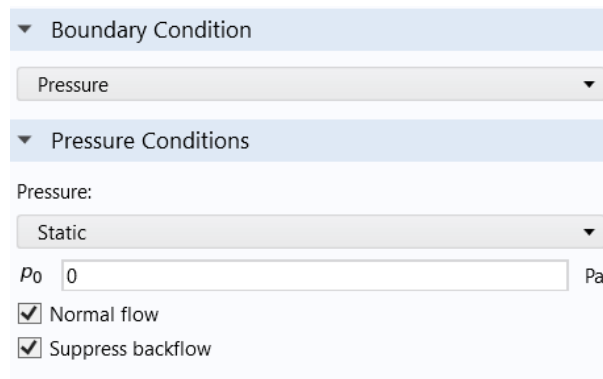 Boundary Condition
Pressure
Pressure Conditions
Pressure:
Static
p0 0 Pa
Normal flow
Suppress backflow